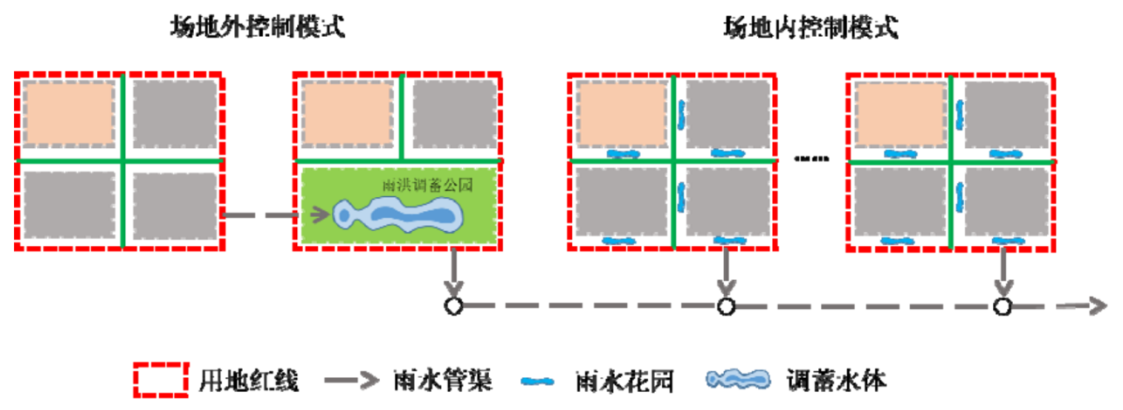 场地外控制模式
场地内控制模式
雨洪调蓄公园
用地红线
雨水管渠
雨水花园
调蓄水体